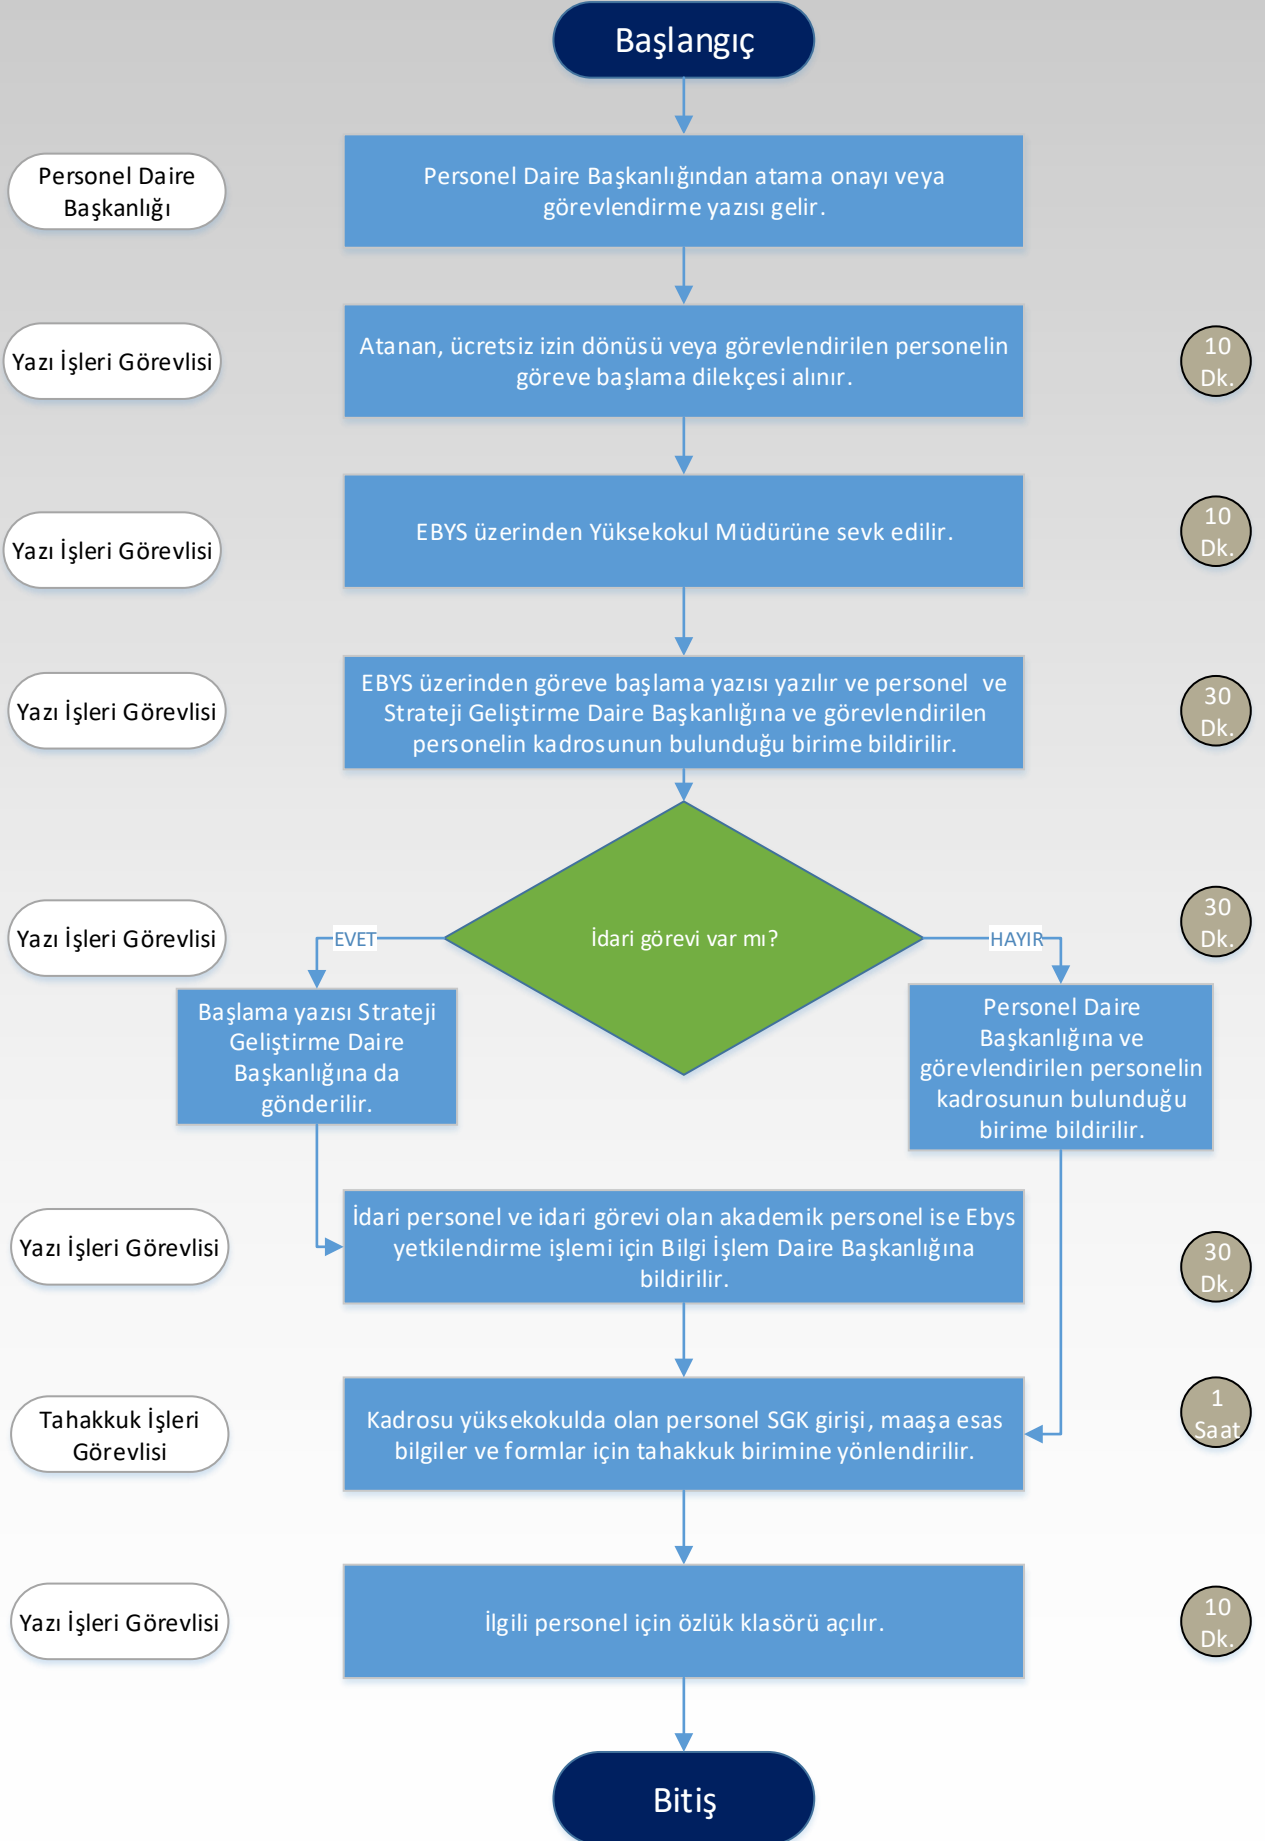 Başlangıç
Personel Daire
Başkanlığı
Personel Daire Başkanlığından atama onayı veya
görevlendirme yazısı gelir.
Yazı İşleri Görevlisi
Atanan, ücretsiz izin dönüsü veya görevlendirilen personelin
göreve başlama dilekçesi alınır.
10
Dk.
Yazı İşleri Görevlisi
EBYS üzerinden Yüksekokul Müdürüne sevk edilir.
10
Dk.
Yazı İşleri Görevlisi
EBYS üzerinden göreve başlama yazısı yazılır ve personel ve
Strateji Geliştirme Daire Başkanlığına ve görevlendirilen
personelin kadrosunun bulunduğu birime bildirilir.
30
Dk.
Yazı İşleri Görevlisi
EVET
İdari görevi var mı?
HAYIR
30
Dk.
Başlama yazısı Strateji
Geliştirme Daire
Başkanlığına da
gönderilir.
Personel Daire
Başkanlığına ve
görevlendirilen personelin
kadrosunun bulunduğu
birime bildirilir.
Yazı İşleri Görevlisi
İdari personel ve idari görevi olan akademik personel ise Ebys
yetkilendirme işlemi için Bilgi İşlem Daire Başkanlığına
bildirilir.
30
Dk.
Tahakkuk İşleri
Görevlisi
Kadrosu yüksekokulda olan personel SGK girişi, maaşa esas
bilgiler ve formlar için tahakkuk birimine yönlendirilir.
1
Saat
Yazı İşleri Görevlisi
İlgili personel için özlük klasörü açılır.
10
Dk.
Bitiş